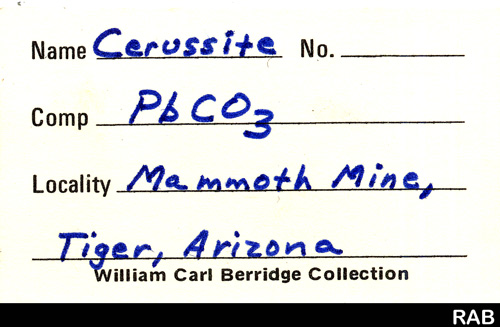 Name Cerussite No.
Comp PbCO3
Locality Mammoth Mine,
Tiger, Arizona
William Carl Berridge Collection
RAB